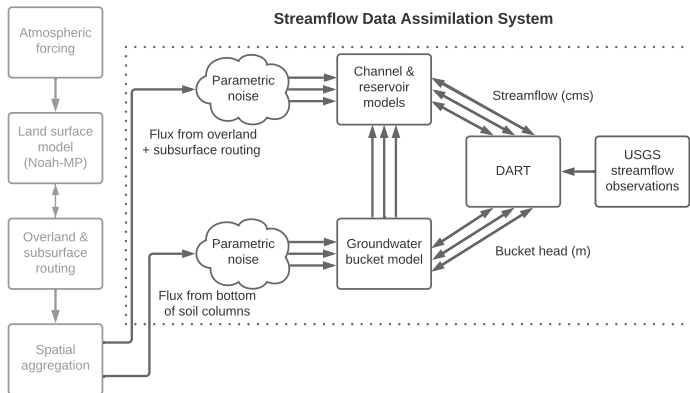 Streamflow Data Assimilation System
Atmospheric
forcing
Land surface
model
(Noah-MP)
Overland &
subsurface
routing
Spatial
aggregation
Parametric
noise
Flux from overland
+ subsurface routing
Channel &
reservoir
models
Streamflow (cms)
DART
USGS
streamflow
observations
Parametric
noise
Flux from bottom
of soil columns
Groundwater
bucket model
Bucket head (m)